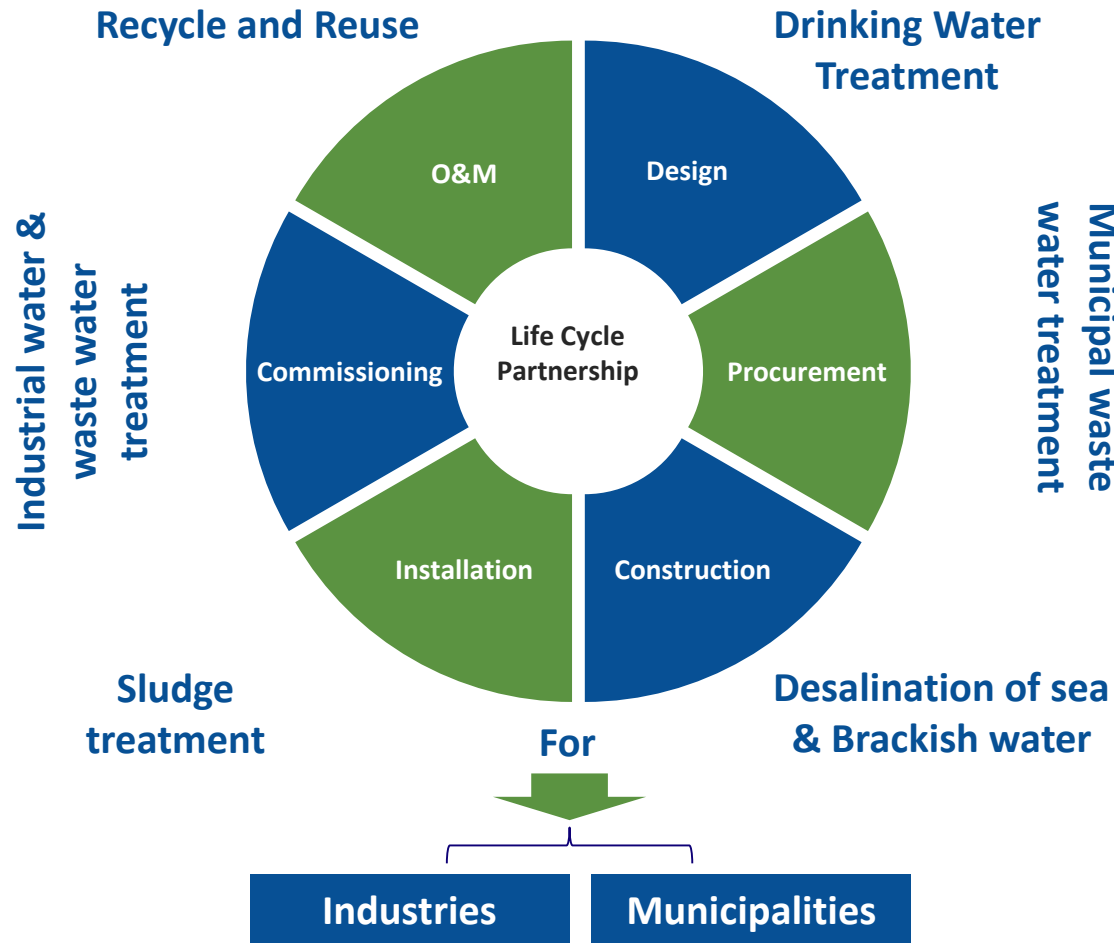 Recycle and Reuse
Drinking Water
Treatment
O&M
Design
Industrial water &
waste water
treatment
Commissioning
Life Cycle
Partnership
Procurement
Municipal waste
water treatment
Installation
Construction
Sludge
treatment
For
Desalination of sea
& Brackish water
Industries
Municipalities